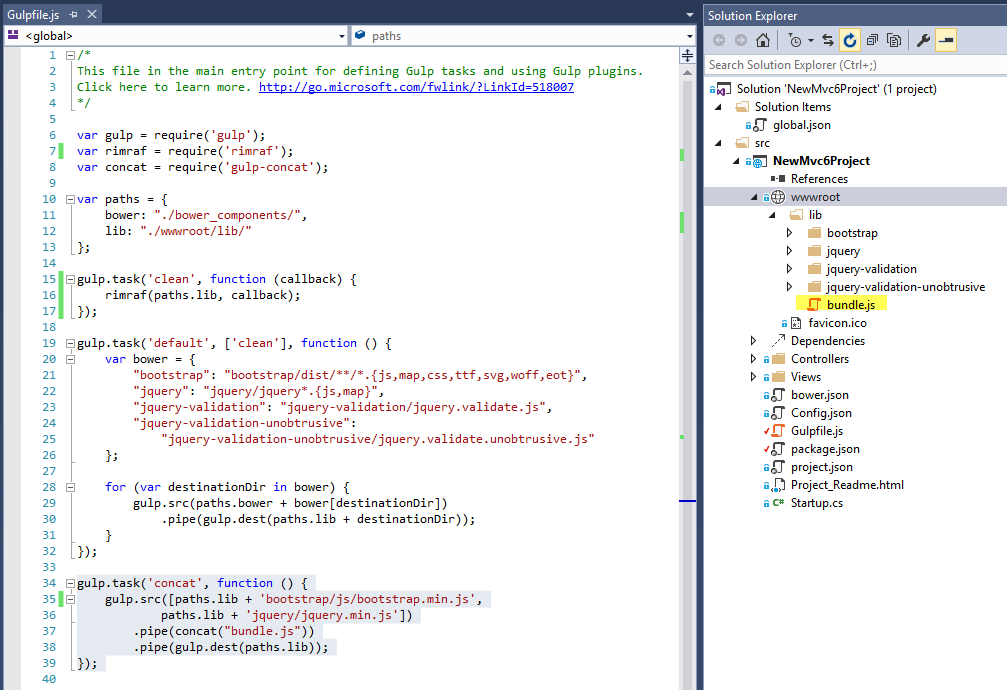 Gulpfile.js
<global>
paths
1 /*
2 This file in the main entry point for defining Gulp tasks and using Gulp plugins.
3 Click here to learn more. http://go.microsoft.com/fwlink/?LinkId=518007
4 */
5
6 var gulp = require('gulp');
7 var rimraf = require('rimraf');
8 var concat = require('gulp-concat');
9
10 var paths = {
11     bower: "./bower_components/",
12     lib: "./wwwroot/lib/"
13 };
14
15 gulp.task('clean', function (callback) {
16     rimraf(paths.lib, callback);
17 });
18
19 gulp.task('default', ['clean'], function () {
20     var bower = {
21         "bootstrap": "bootstrap/dist/**/*.{js,map,css,ttf,svg,woff,eot}",
22         "jquery": "jquery/jquery*.{js,map}",
23         "jquery-validation": "jquery-validation/jquery.validate.js",
24         "jquery-validation-unobtrusive":
25             "jquery-validation-unobtrusive/jquery.validate.unobtrusive.js"
26     };
27
28     for (var destinationDir in bower) {
29         gulp.src(paths.bower + bower[destinationDir])
30             .pipe(gulp.dest(paths.lib + destinationDir));
31     }
32 });
33
34 gulp.task('concat', function () {
35     gulp.src([paths.lib + 'bootstrap/js/bootstrap.min.js',
36             paths.lib + 'jquery/jquery.min.js'])
37         .pipe(concat("bundle.js"))
38         .pipe(gulp.dest(paths.lib));
39 });
40
Solution Explorer
Search Solution Explorer (Ctrl+;)
Solution 'NewMvc6Project' (1 project)
Solution Items
global.json
src
NewMvc6Project
References
wwwroot
lib
bootstrap
jquery
jquery-validation
jquery-validation-unobtrusive
bundle.js
favicon.ico
Dependencies
Controllers
Views
bower.json
Config.json
Gulpfile.js
package.json
project.json
Project_Readme.html
C# Startup.cs